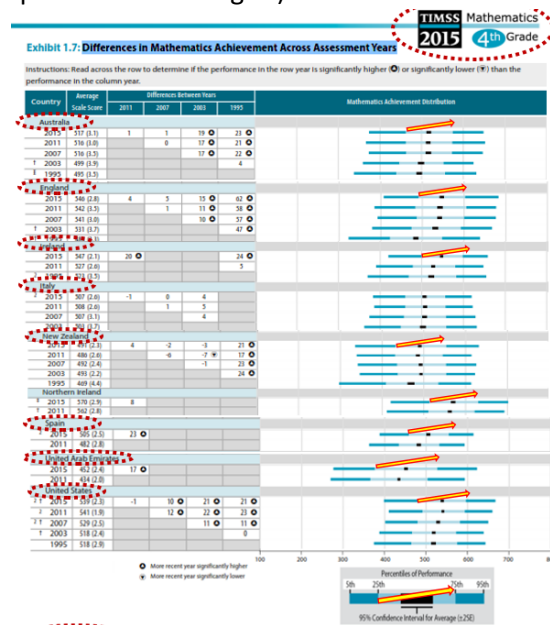 TIMSS Mathematics
2015 4th Grade
Exhibit 1.7: Differences in Mathematics Achievement Across Assessment Years
Instructions: Read across the row to determine if the performance in the row year is significantly higher (✪) or significantly lower (⊛) than the
performance in the column year.
Country Average Scale Score Differences Between Years Mathematics Achievement Distribution
2011 2007 2003 1995
Australia
2015 517 (3.1) 1 1 19 ✪ 23 ✪
2011 516 (3.0) 0 17 ✪ 21 ✪
2007 516 (3.5) 17 ✪ 22 ✪
† 2003 499 (3.9) 4
‡ 1995 495 (3.5)
England
2015 546 (2.8) 4 5 15 ✪ 62 ✪
2011 542 (3.5) 1 11 ✪ 58 ✪
2007 541 (3.0) 10 ✪ 57 ✪
† 2003 531 (3.7) 47 ✪
Ireland
2015 547 (2.1) 20 ✪ 24 ✪
2011 527 (2.6) 5
Italy
2 2015 507 (2.6) -1 0 4
2011 508 (2.6) 1 5
2007 507 (3.1) 4
2003 503 (3.7)
New Zealand
2015 491 (2.3) 4 -2 -3 21 ✪
2011 486 (2.6) -6 -7 ⊛ 17 ✪
2007 492 (2.4) -1 23 ✪
2003 493 (2.2) 24 ✪
1995 469 (4.4)
Northern Ireland
2015 570 (2.9) 8
† 2011 562 (2.8)
Spain
2015 505 (2.5) 23 ✪
2011 482 (2.8)
United Arab Emirates
2015 452 (2.4) 17 ✪
2011 434 (2.0)
United States
2 † 2015 539 (2.3) -1 10 ✪ 21 ✪ 21 ✪
2 2011 541 (1.9) 12 ✪ 22 ✪ 23 ✪
2 † 2007 529 (2.5) 11 ✪ 11 ✪
† 2003 518 (2.4) 0
1995 518 (2.9)
100 200 300 400 500 600 700
✪ More recent year significantly higher
⊛ More recent year significantly lower
Percentiles of Performance
5th 25th 75th 95th
95% Confidence Interval for Average (±2SE)